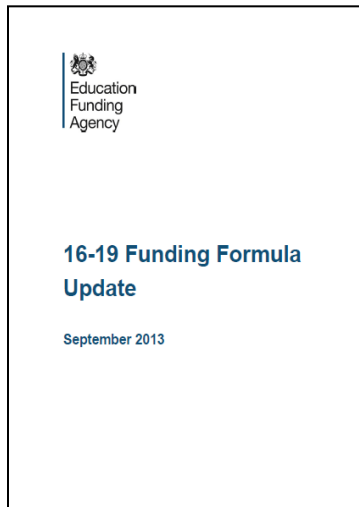 Education
Funding
Agency
16-19 Funding Formula
Update
September 2013